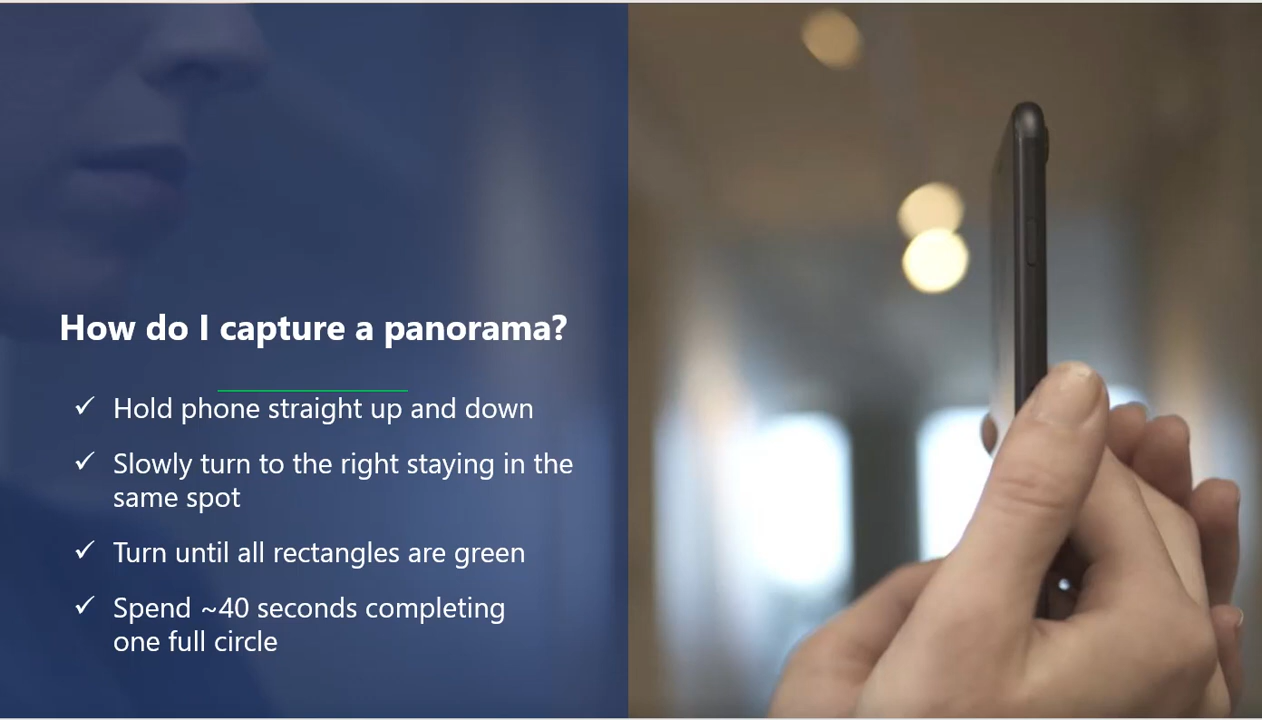 How do I capture a panorama?
✓ Hold phone straight up and down
✓ Slowly turn to the right staying in the
same spot
✓ Turn until all rectangles are green
✓ Spend ~40 seconds completing
one full circle